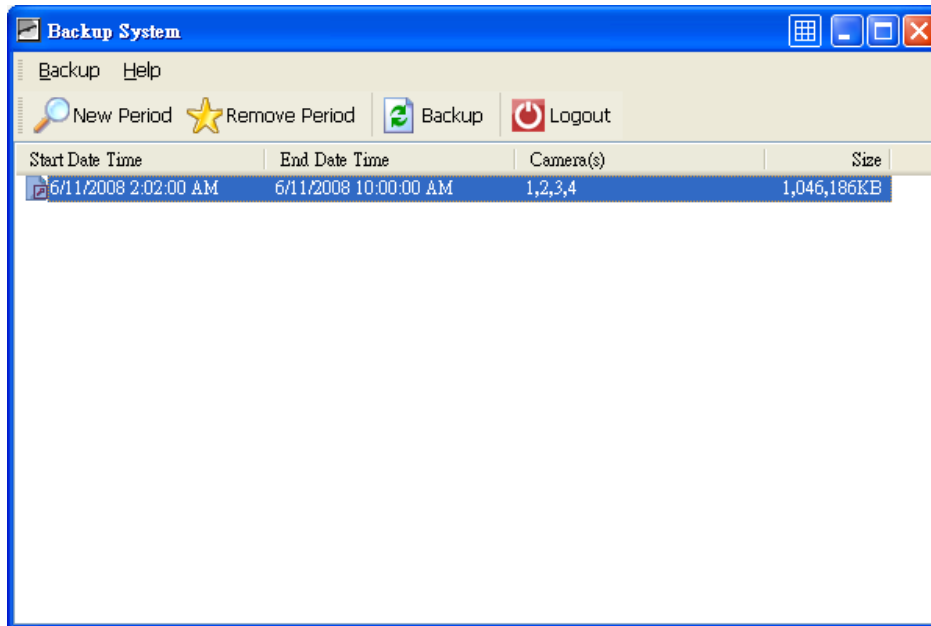 Backup System
Backup Help
New Period Remove Period Backup Logout
Start Date Time End Date Time Camera(s) Size
6/11/2008 2:02:00 AM 6/11/2008 10:00:00 AM 1,2,3,4 1,046,186KB